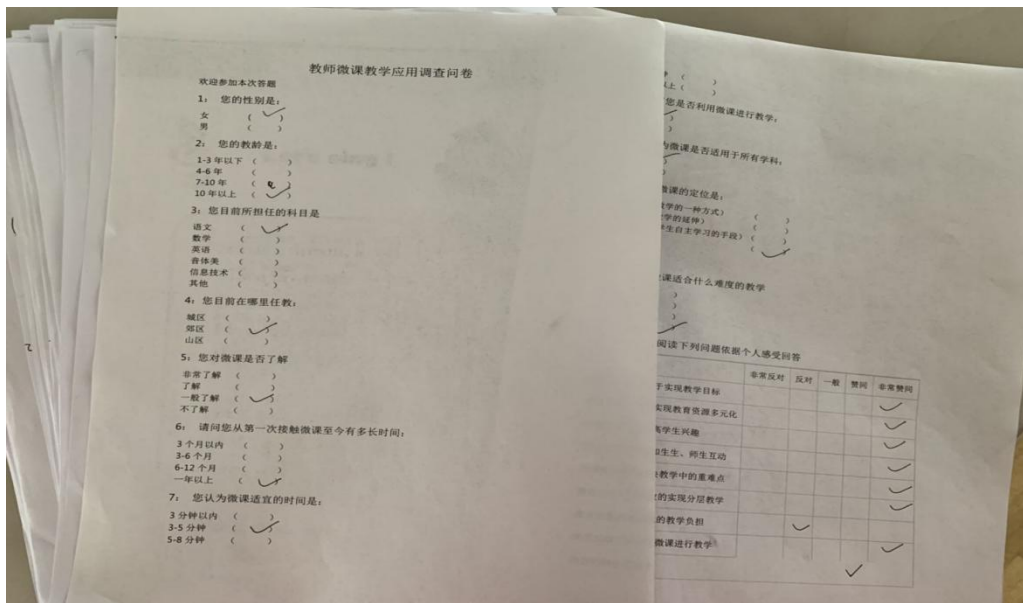 教师微课教学应用调查问卷
欢迎参加本次答题
1： 您的性别是：
女 （ ✓ ）
男 （ ）
2： 您的教龄是：
1-3 年以下 （ ）
4-6 年 （ ）
7-10 年 （ ）
10 年以上 （ ✓ ）
3：您目前所担任的科目是
语文 （ ✓ ）
数学 （ ）
英语 （ ）
音体美 （ ）
信息技术 （ ）
其他 （ ）
4：您目前在哪里任教：
城区 （ ）
郊区 （ ✓ ）
山区 （ ）
5：您对微课是否了解
非常了解 （ ）
了解 （ ）
一般了解 （ ✓ ）
不了解 （ ）
6： 请问您从第一次接触微课至今有多长时间：
3 个月以内 （ ）
3-6 个月 （ ）
6-12 个月 （ ）
一年以上 （ ✓ ）
7： 您认为微课适宜的时间是：
3 分钟以内 （ ）
3-5 分钟 （ ✓ ）
5-8 分钟 （ ）
（ ）
以上（ ）
您是否利用微课进行教学：
为微课是否适用于所有学科：
微课的定位是：
教学的一种方式） （ ）
学的延伸） （ ）
学生自主学习的手段） （ ）
（ ✓ ）
课适合什么难度的教学
阅读下列问题依据个人感受回答
非常反对 反对 一般 赞同 非常赞同
于实现教学目标 ✓
实现教育资源多元化 ✓
高学生兴趣 ✓
加生生、师生互动 ✓
教学中的重难点 ✓
的实现分层教学 ✓
的教学负担 ✓
微课进行教学 ✓
✓